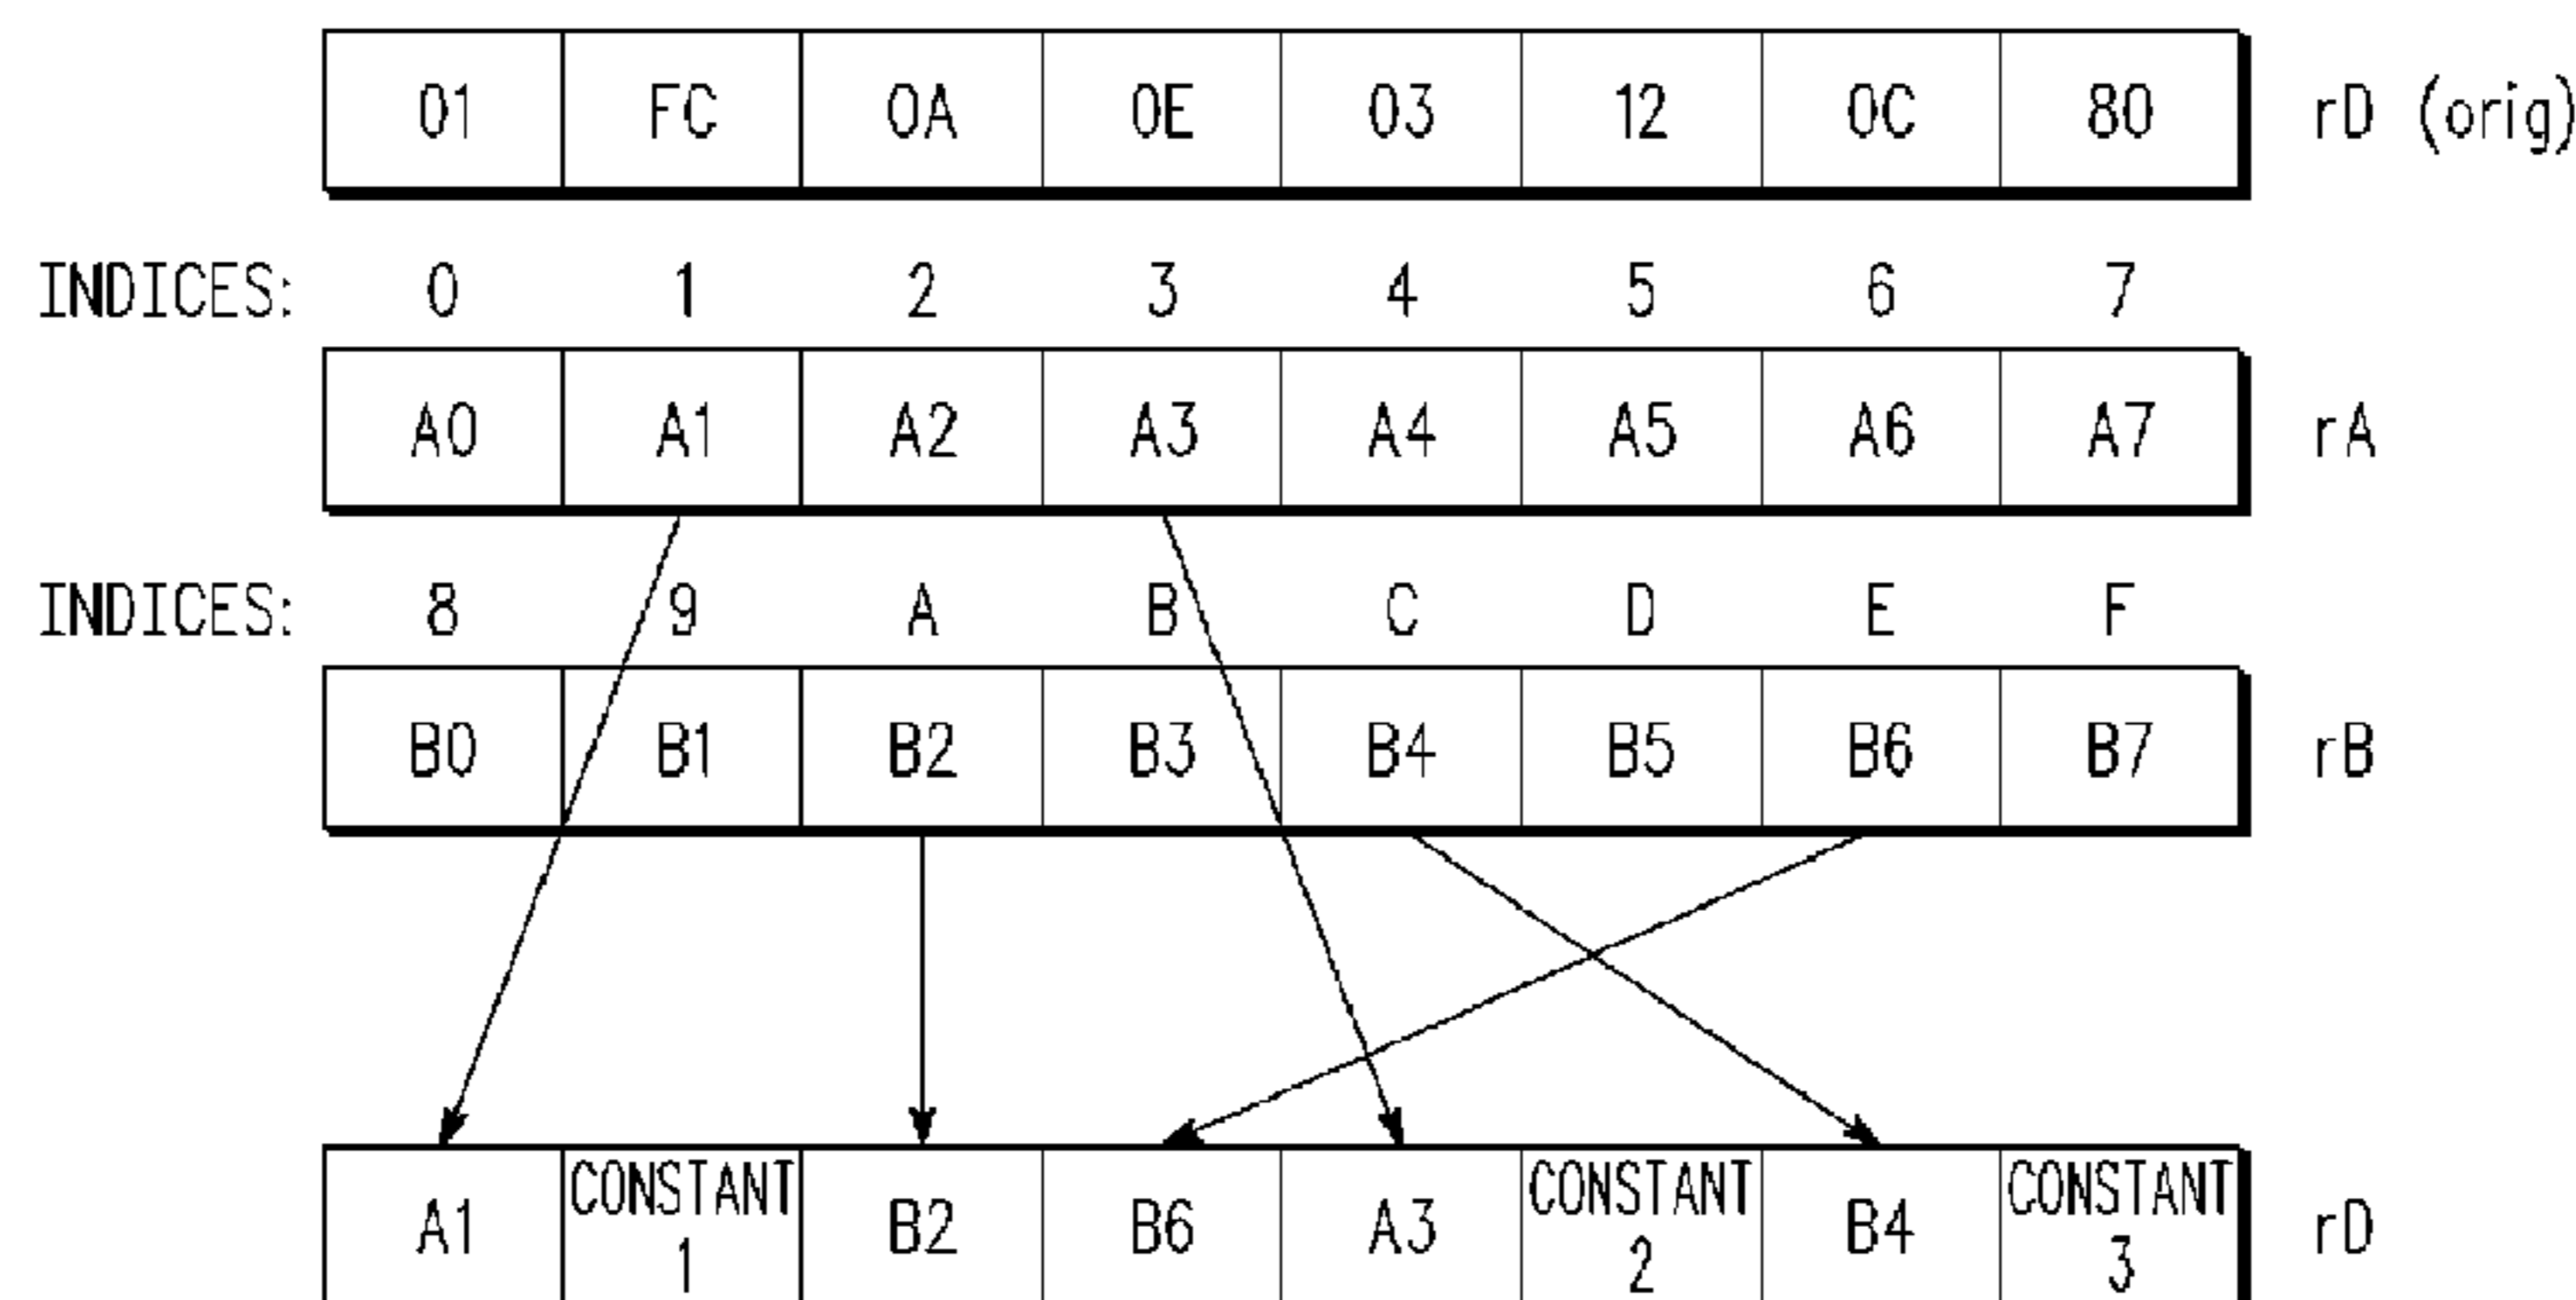 01 FC 0A 0E 03 12 0C 80 rD (orig)
INDICES: 0 1 2 3 4 5 6 7
A0 A1 A2 A3 A4 A5 A6 A7 rA
INDICES: 8 9 A B C D E F
B0 B1 B2 B3 B4 B5 B6 B7 rB
A1 CONSTANT 1 B2 B6 A3 CONSTANT 2 B4 CONSTANT 3 rD